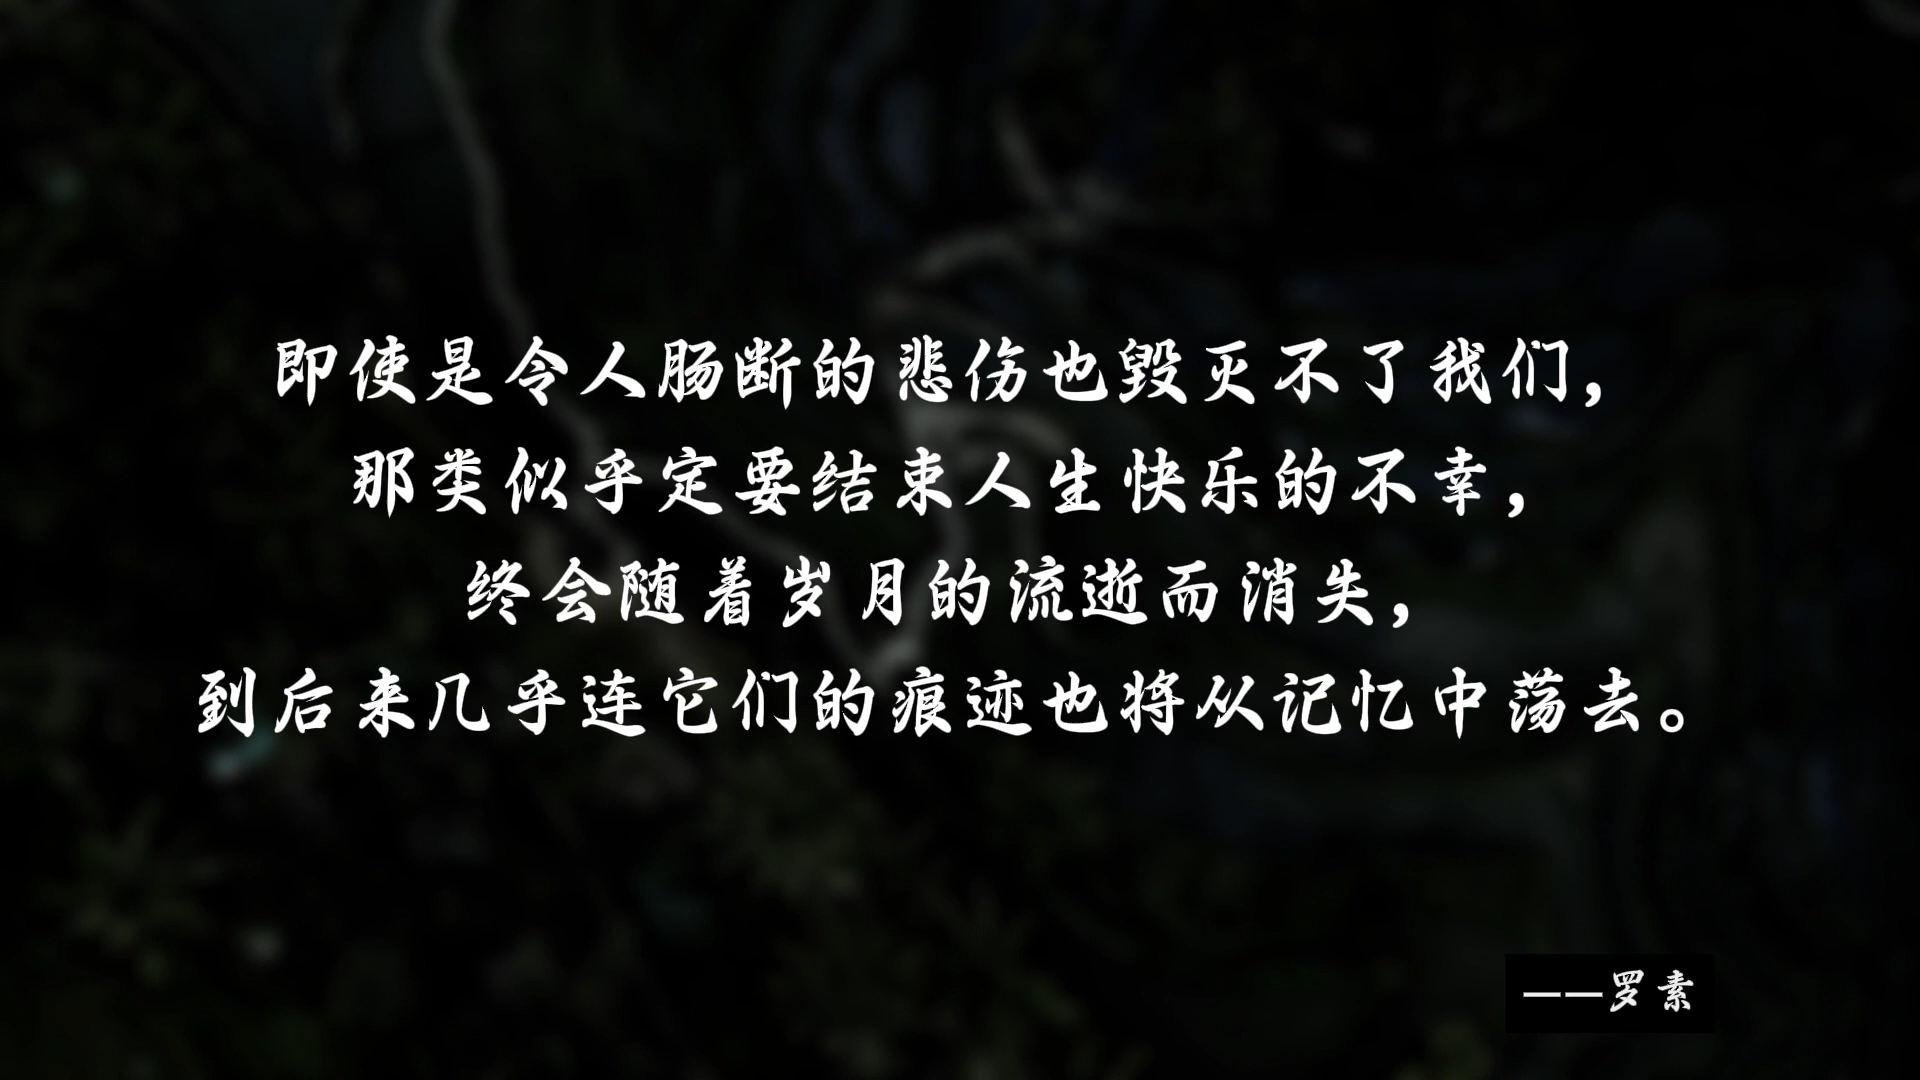 即使是令人肠断的悲伤也毁灭不了我们，
那类似乎定要结束人生快乐的不幸，
终会随着岁月的流逝而消失，
到后来几乎连它们的痕迹也将从记忆中荡去。
——罗素